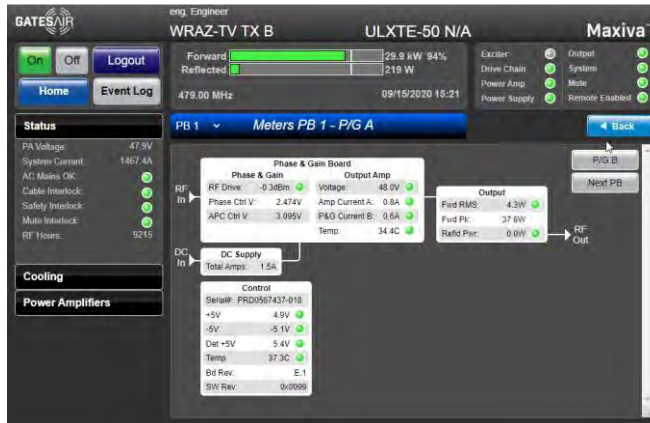 GATESAIR
eng, Engineer
WRAZ-TV TX B
ULXTE-50 N/A
Maxiva
On
Off
Logout
Home
Event Log
Forward
29.9 kW 94%
Reflected
219 W
479.00 MHz
09/15/2020 15:21
Exciter
Output
Drive Chain
System
Power Amp
Mute
Power Supply
Remote Enabled
Status
PB 1
Meters PB 1 - P/G A
Back
PA Voltage:
47.9V
System Current:
1467.4A
AC Mains OK:
Cable Interlock:
Safety Interlock:
Mute Interlock:
RF Hours:
9215
Cooling
Power Amplifiers
P/G B
Next PB
Phase & Gain Board
Phase & Gain
Output Amp
RF In
RF Drive: -0.3dBm
Voltage: 48.0V
Phase Ctrl V: 2.474V
Amp Current A: 0.8A
APC Ctrl V: 3.095V
P&G Current B: 0.6A
Temp: 34.4C
Output
Fwd RMS: 4.3W
Fwd Pk: 37.6W
Refld Pwr: 0.0W
RF Out
DC In
DC Supply
Total Amps: 1.5A
Control
Serial#: PRD0567437-018
+5V 4.9V
-5V: -5.1V
Det +5V 5.4V
Temp: 37.3C
Bd Rev: E.1
SW Rev: 0x0099